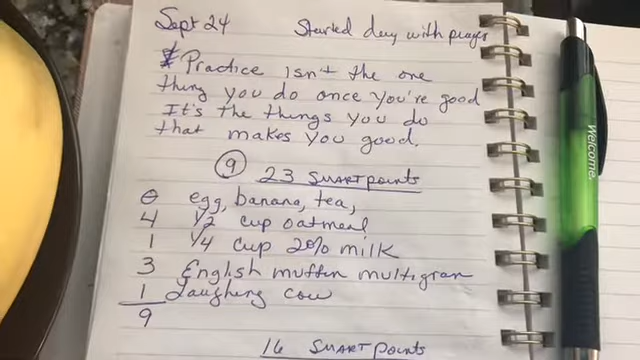 Sept 24 Started day with prayer
Practice isn't the one
thing you do once you're good
It's the things you do
that makes you good.
9 23 SMARTPOINTS
0 egg, banana, tea,
4 1/2 cup oatmeal
1 1/4 cup 2% milk
3 English muffin multigran
1 Laughing cow
9
16 SMARTPOINTS
Welcome.